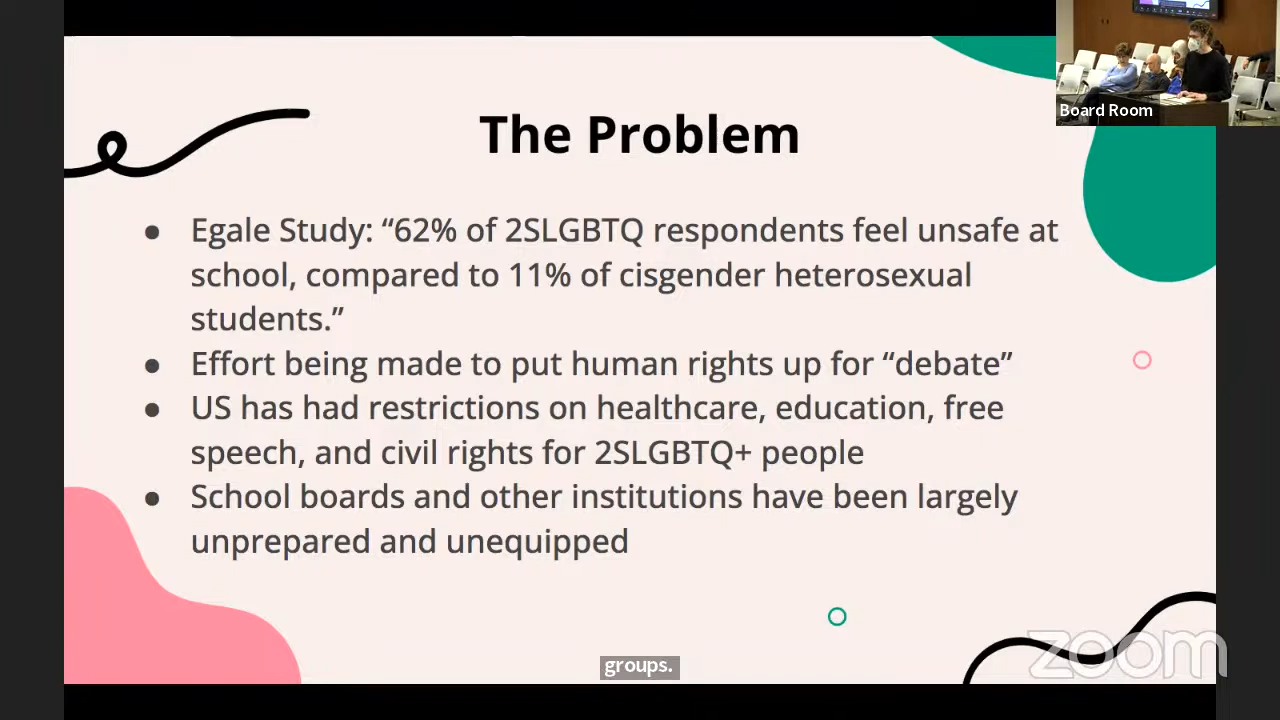 Board Room
The Problem
● Egale Study: “62% of 2SLGBTQ respondents feel unsafe at
school, compared to 11% of cisgender heterosexual
students.”
● Effort being made to put human rights up for “debate”
● US has had restrictions on healthcare, education, free
speech, and civil rights for 2SLGBTQ+ people
● School boards and other institutions have been largely
unprepared and unequipped
groups.
zoom